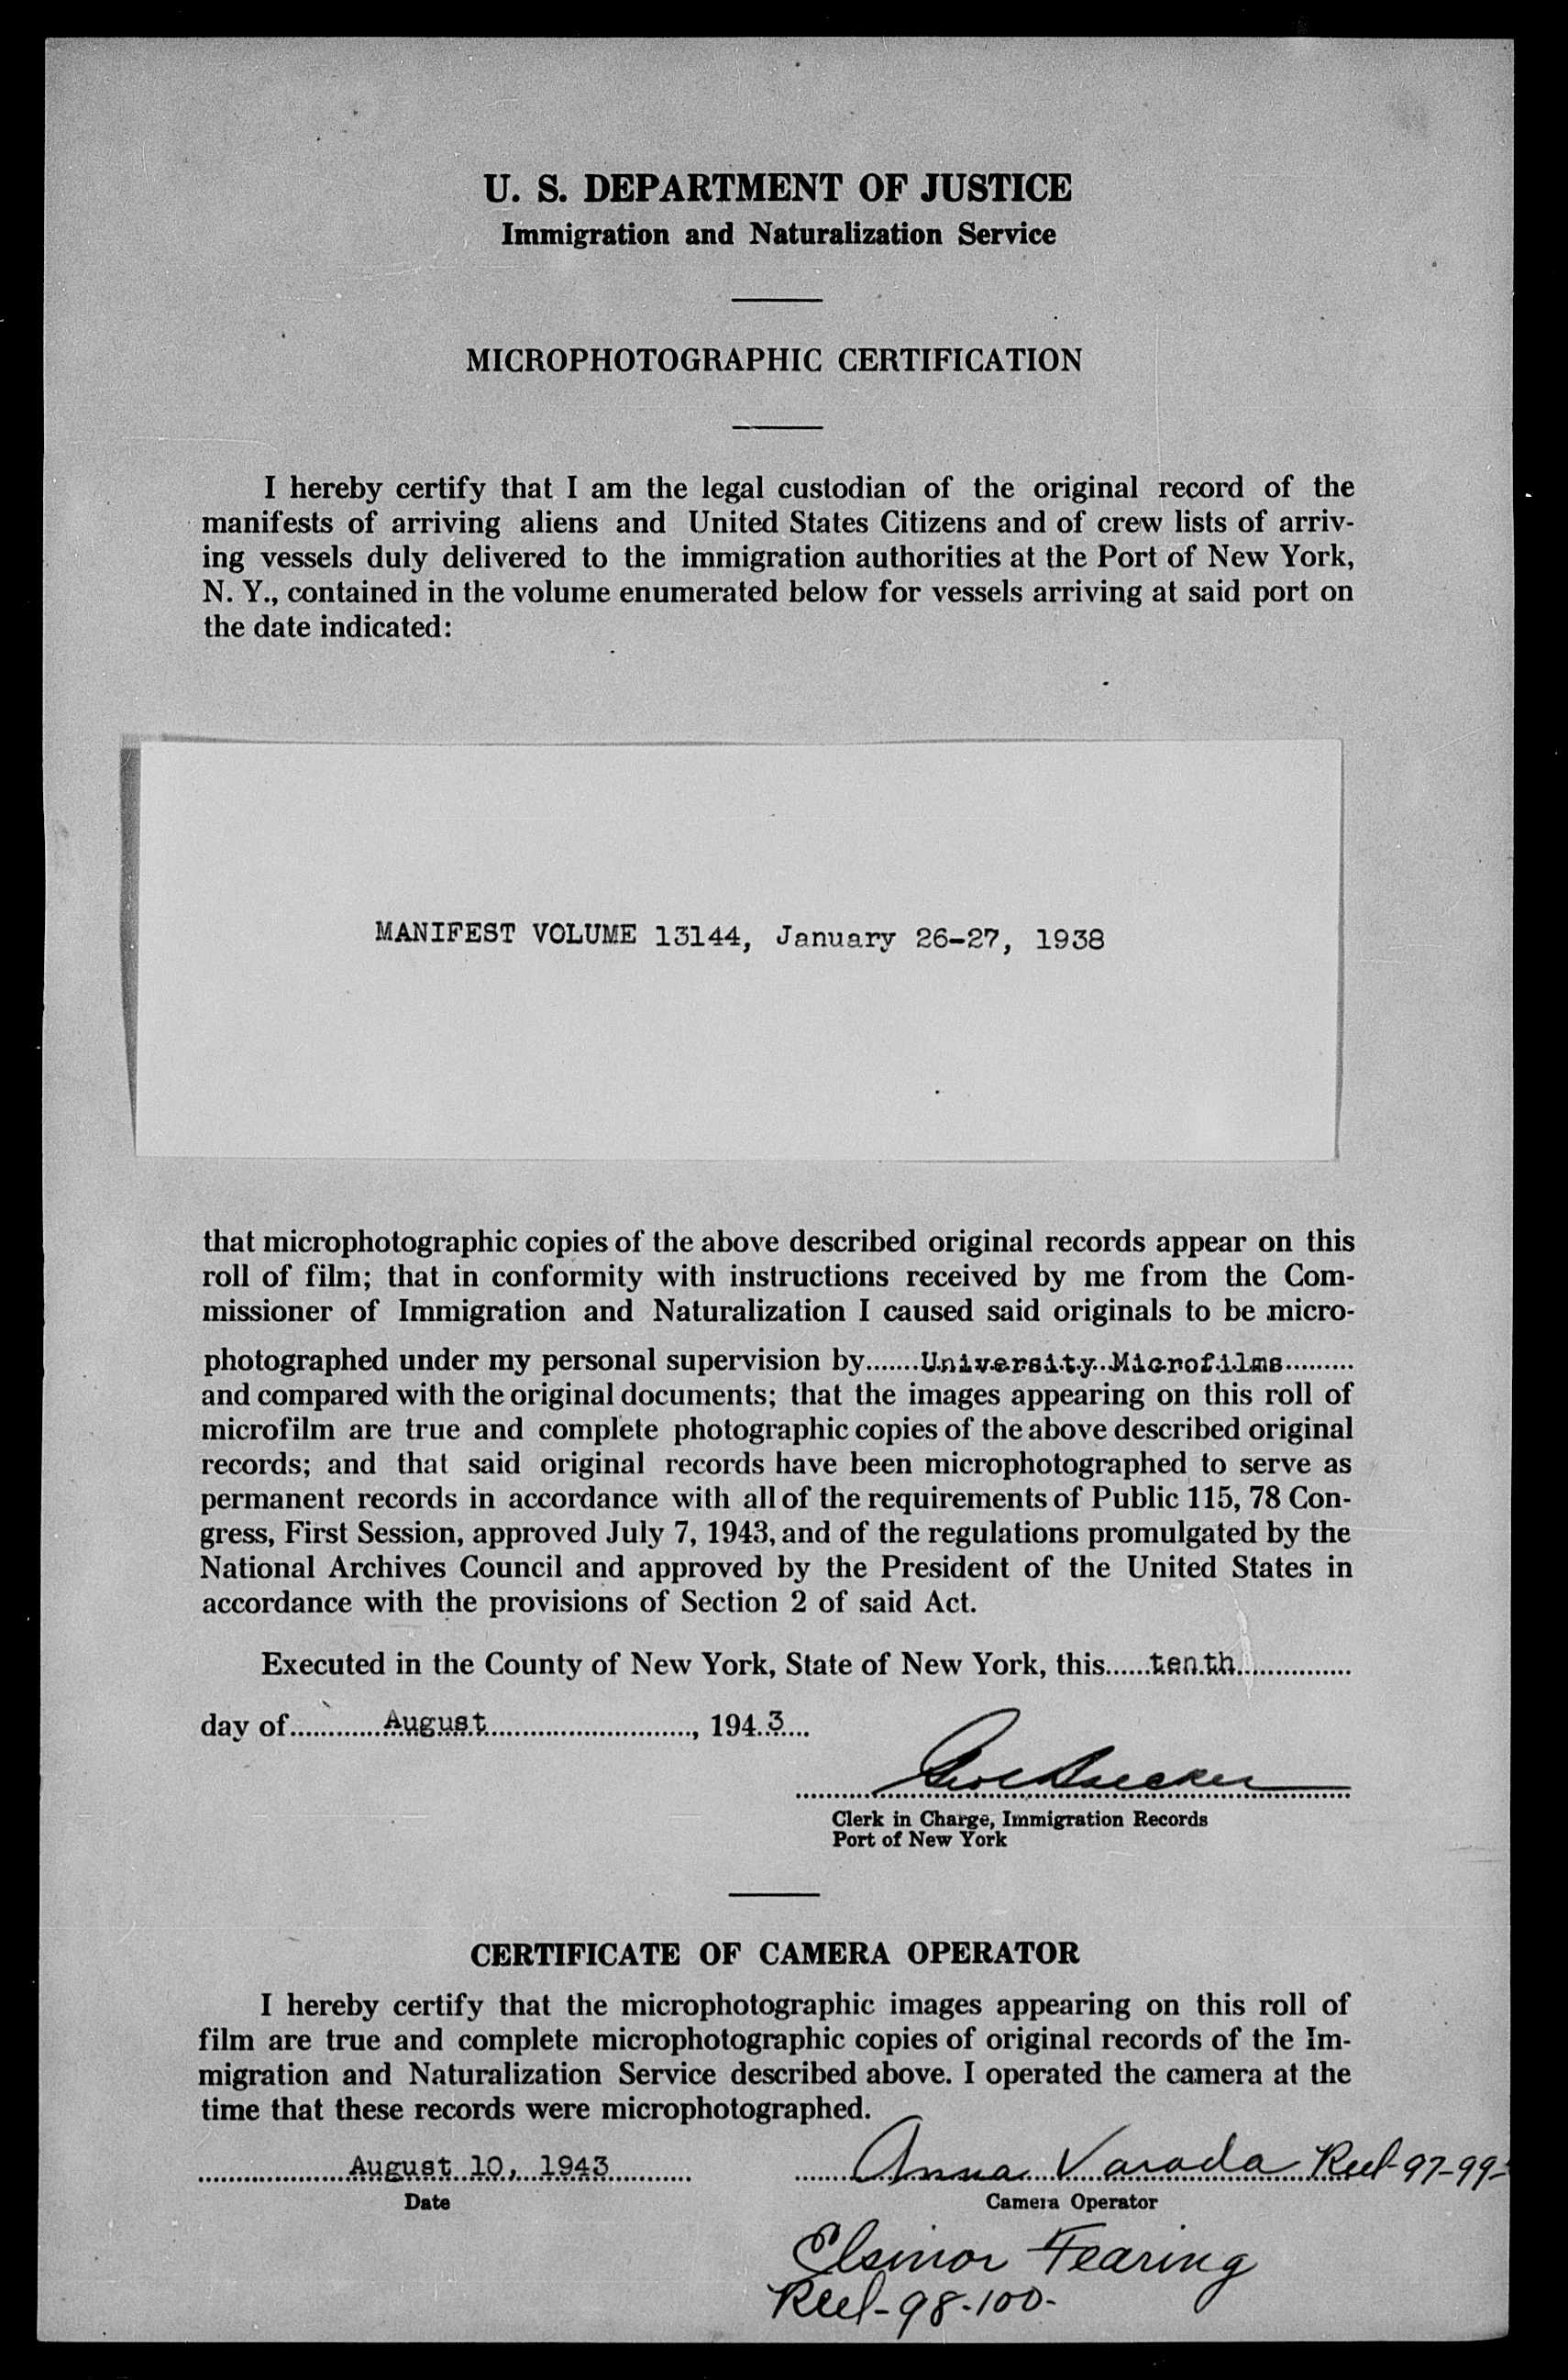 U. S. DEPARTMENT OF JUSTICE
Immigration and Naturalization Service
MICROPHOTOGRAPHIC CERTIFICATION
I hereby certify that I am the legal custodian of the original record of the
manifests of arriving aliens and United States Citizens and of crew lists of arriv-
ing vessels duly delivered to the immigration authorities at the Port of New York,
N. Y., contained in the volume enumerated below for vessels arriving at said port on
the date indicated:
MANIFEST VOLUME 13144, January 26-27, 1938
that microphotographic copies of the above described original records appear on this
roll of film; that in conformity with instructions received by me from the Com-
missioner of Immigration and Naturalization I caused said originals to be micro-
photographed under my personal supervision by University Microfilms
and compared with the original documents; that the images appearing on this roll of
microfilm are true and complete photographic copies of the above described original
records; and that said original records have been microphotographed to serve as
permanent records in accordance with all of the requirements of Public 115, 78 Con-
gress, First Session, approved July 7, 1943, and of the regulations promulgated by the
National Archives Council and approved by the President of the United States in
accordance with the provisions of Section 2 of said Act.
Executed in the County of New York, State of New York, this tenth
day of August, 1943
Clerk in Charge, Immigration Records
Port of New York
CERTIFICATE OF CAMERA OPERATOR
I hereby certify that the microphotographic images appearing on this roll of
film are true and complete microphotographic copies of original records of the Im-
migration and Naturalization Service described above. I operated the camera at the
time that these records were microphotographed.
August 10, 1943 Anna Varada Reel-97-99-
Date Camera Operator
Elsinor Fearing
Reel-98-100-